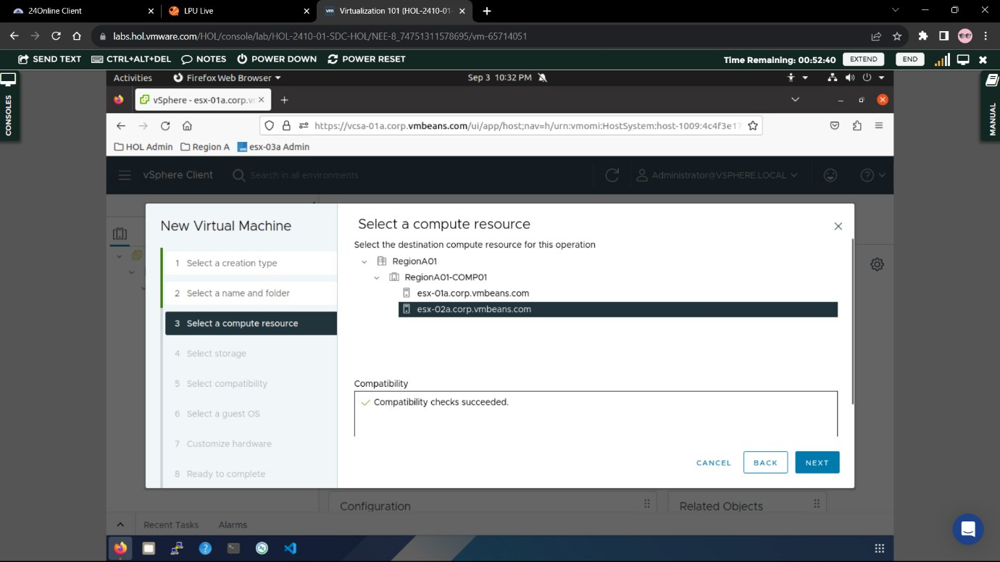 24Online Client
LPU Live
vm Virtualization 101 (HOL-2410-01-
labs.hol.vmware.com/HOL/console/lab/HOL-2410-01-SDC-HOL/NEE-8_74751311578695/vm-65714051
SEND TEXT CTRL+ALT+DEL NOTES POWER DOWN POWER RESET Time Remaining: 00:52:40 EXTEND END
CONSOLES
MANUAL
Activities Firefox Web Browser Sep 3 10:32 PM
vSphere - esx-01a.corp.v
https://vcsa-01a.corp.vmbeans.com/ui/app/host;nav=h/urn:vmomi:HostSystem:host-1009:4c4f3e17
HOL Admin Region A vm esx-03a Admin
vSphere Client Search in all environments Administrator@VSPHERE.LOCAL
New Virtual Machine
1 Select a creation type
2 Select a name and folder
3 Select a compute resource
4 Select storage
5 Select compatibility
6 Select a guest OS
7 Customize hardware
8 Ready to complete
Select a compute resource
Select the destination compute resource for this operation
RegionA01
RegionA01-COMP01
esx-01a.corp.vmbeans.com
esx-02a.corp.vmbeans.com
Compatibility
Compatibility checks succeeded.
CANCEL BACK NEXT
Configuration Related Objects
Recent Tasks Alarms